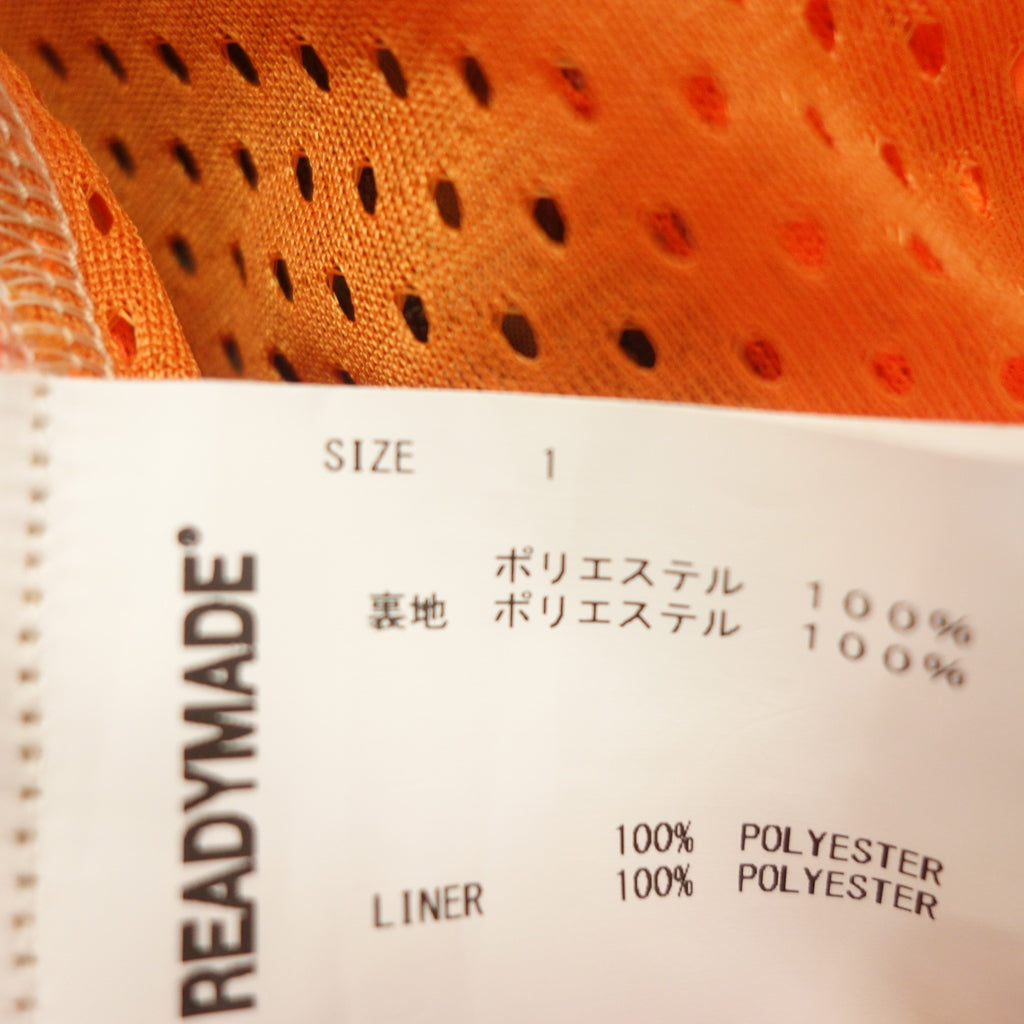 READYMADE®
SIZE 1
ポリエステル 100%
裏地 ポリエステル 100%
100% POLYESTER
LINER 100% POLYESTER